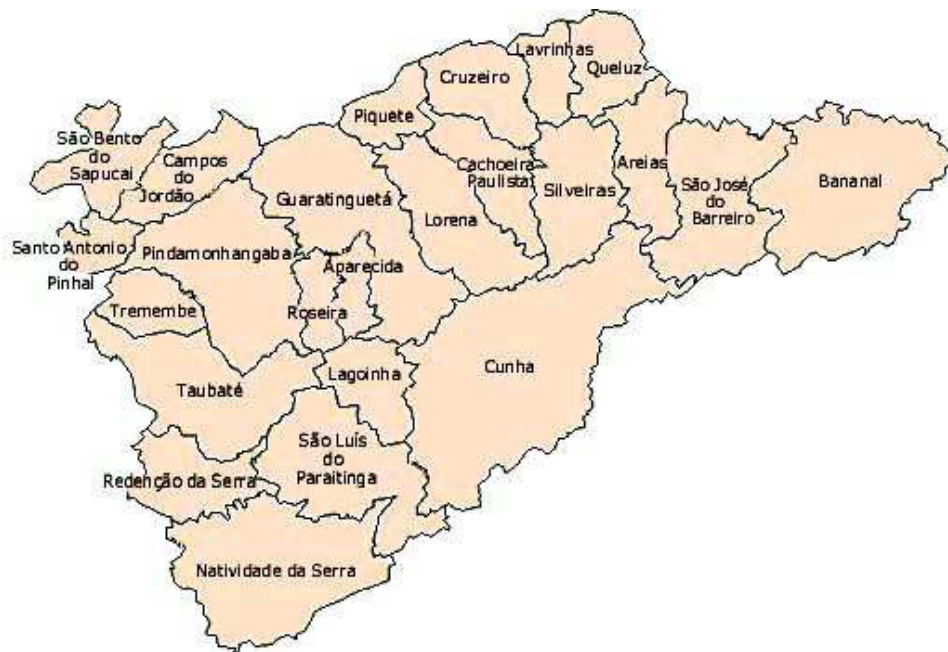 Lavrinhas
Queluz
Cruzeiro
Piquete
São Bento
do
Sapucai
Campos
do
Jordão
Cachoeira
Paulista
Areias
Silveiras
São José
do
Barreiro
Bananal
Guaratinguetá
Lorena
Santo Antonio
do
Pinhal
Pindamonhangaba
Aparecida
Tremembe
Roseira
Taubaté
Lagoinha
Cunha
São Luís
do
Paraitinga
Redenção da Serra
Natividade da Serra